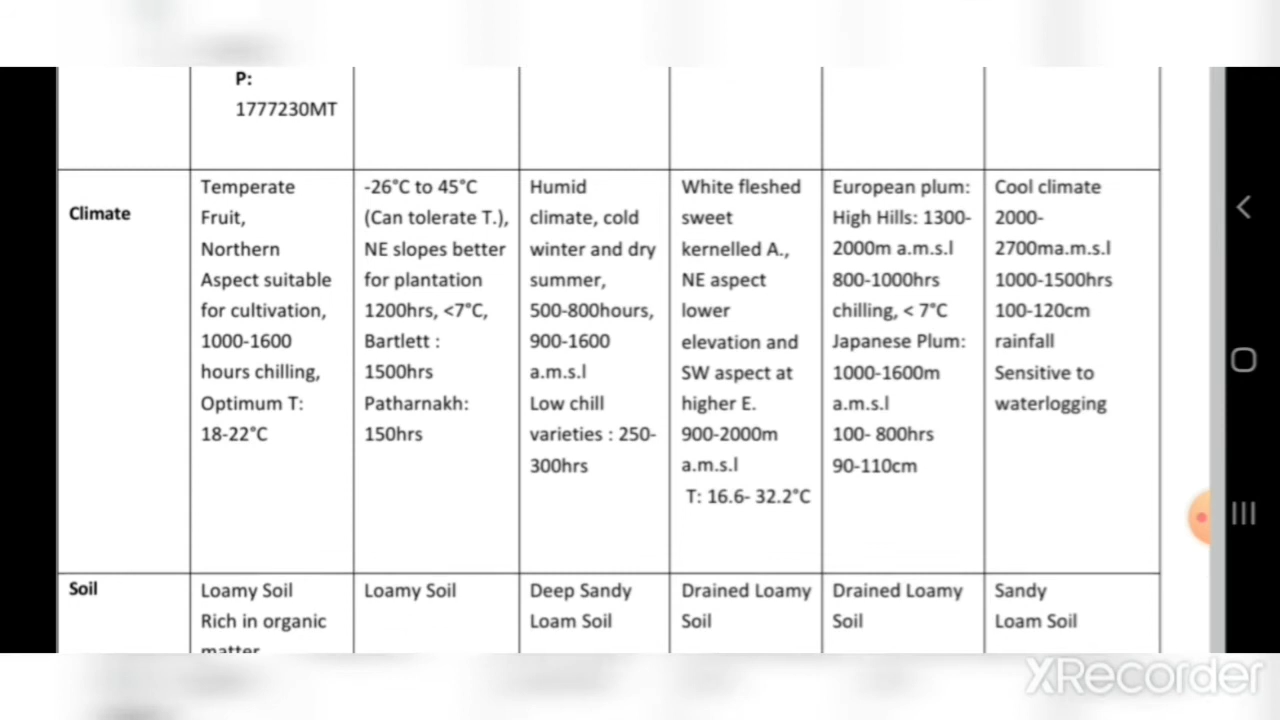 P:
1777230MT
Climate
Temperate
Fruit,
Northern
Aspect suitable
for cultivation,
1000-1600
hours chilling,
Optimum T:
18-22°C
-26°C to 45°C
(Can tolerate T.),
NE slopes better
for plantation
1200hrs, <7°C,
Bartlett :
1500hrs
Patharnakh:
150hrs
Humid
climate, cold
winter and dry
summer,
500-800hours,
900-1600
a.m.s.l
Low chill
varieties : 250-
300hrs
White fleshed
sweet
kernelled A.,
NE aspect
lower
elevation and
SW aspect at
higher E.
900-2000m
a.m.s.l
T: 16.6- 32.2°C
European plum:
High Hills: 1300-
2000m a.m.s.l
800-1000hrs
chilling, < 7°C
Japanese Plum:
1000-1600m
a.m.s.l
100- 800hrs
90-110cm
Cool climate
2000-
2700ma.m.s.l
1000-1500hrs
100-120cm
rainfall
Sensitive to
waterlogging
Soil
Loamy Soil
Rich in organic
matter
Loamy Soil
Deep Sandy
Loam Soil
Drained Loamy
Soil
Drained Loamy
Soil
Sandy
Loam Soil
XRecorder